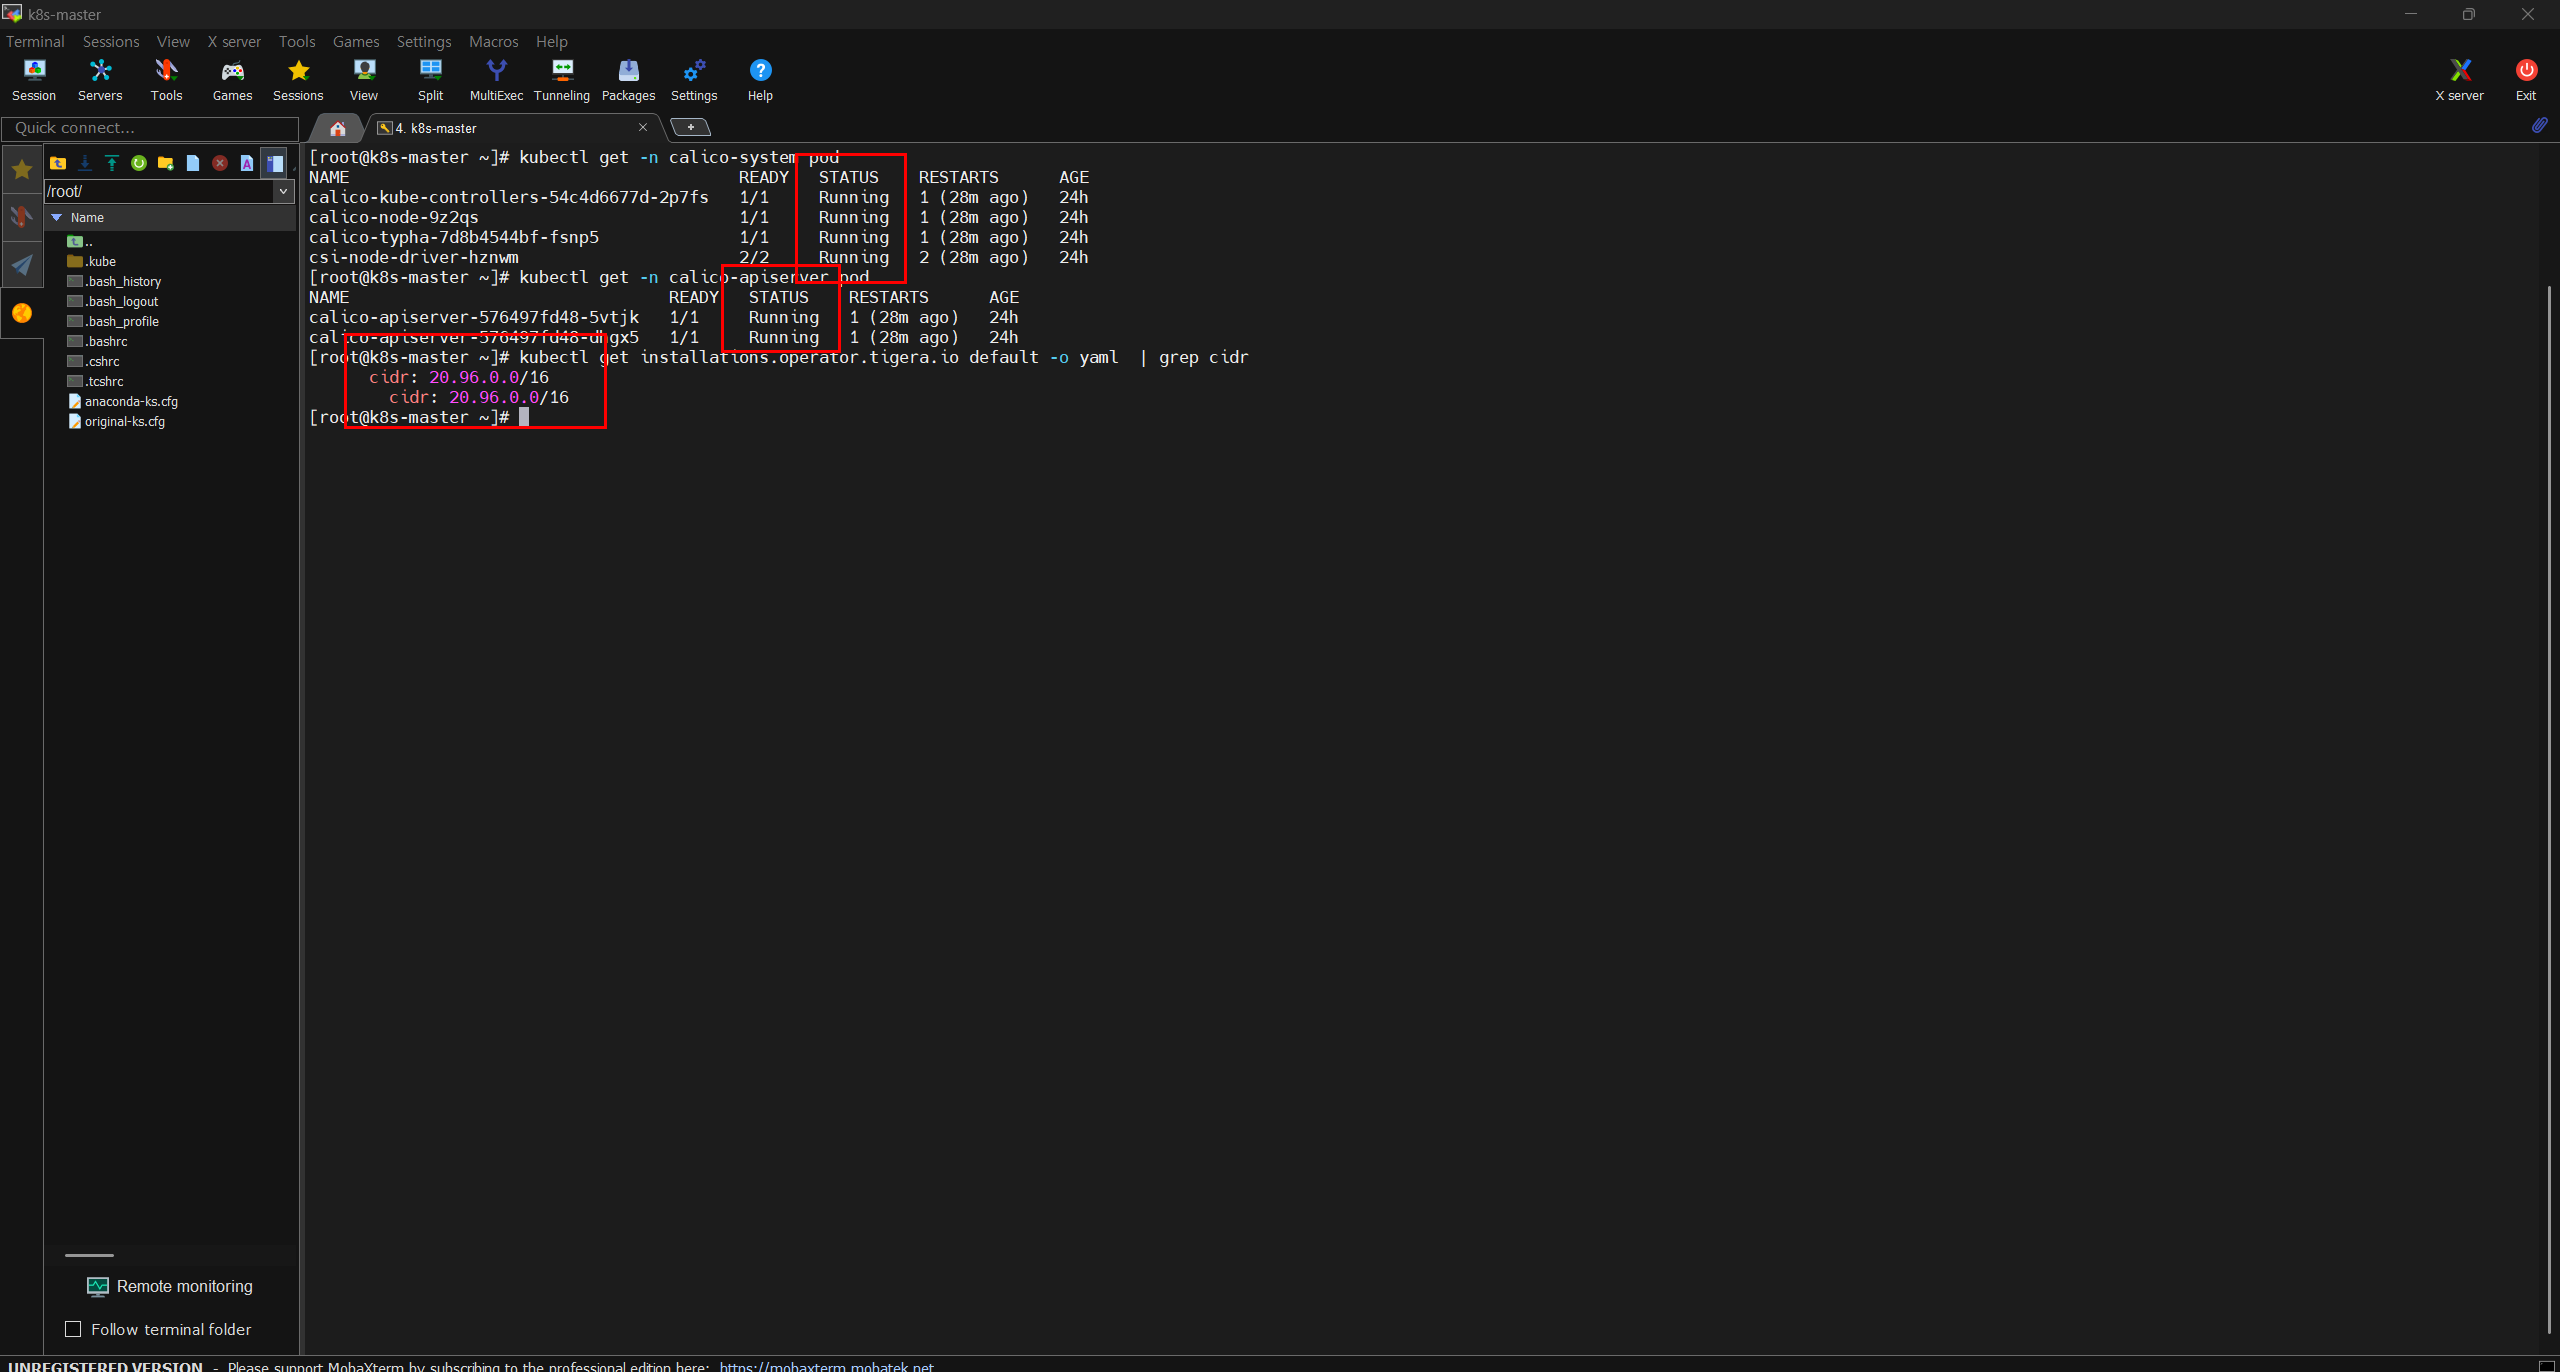 k8s-master
Terminal Sessions View X server Tools Games Settings Macros Help
Session Servers Tools Games Sessions View Split MultiExec Tunneling Packages Settings Help X server Exit
Quick connect...
4. k8s-master
/root/
Name
..
.kube
.bash_history
.bash_logout
.bash_profile
.bashrc
.cshrc
.tcshrc
anaconda-ks.cfg
original-ks.cfg
[root@k8s-master ~]# kubectl get -n calico-system pod
NAME READY STATUS RESTARTS AGE
calico-kube-controllers-54c4d6677d-2p7fs 1/1 Running 1 (28m ago) 24h
calico-node-9z2qs 1/1 Running 1 (28m ago) 24h
calico-typha-7d8b4544bf-fsnp5 1/1 Running 1 (28m ago) 24h
csi-node-driver-hznwm 2/2 Running 2 (28m ago) 24h
[root@k8s-master ~]# kubectl get -n calico-apiserver pod
NAME READY STATUS RESTARTS AGE
calico-apiserver-576497fd48-5vtjk 1/1 Running 1 (28m ago) 24h
calico-apiserver-576497fd48-dhgx5 1/1 Running 1 (28m ago) 24h
[root@k8s-master ~]# kubectl get installations.operator.tigera.io default -o yaml | grep cidr
cidr: 20.96.0.0/16
cidr: 20.96.0.0/16
[root@k8s-master ~]#
Remote monitoring
Follow terminal folder
UNREGISTERED VERSION - Please support MobaXterm by subscribing to the professional edition here: https://mobaxterm.mobatek.net